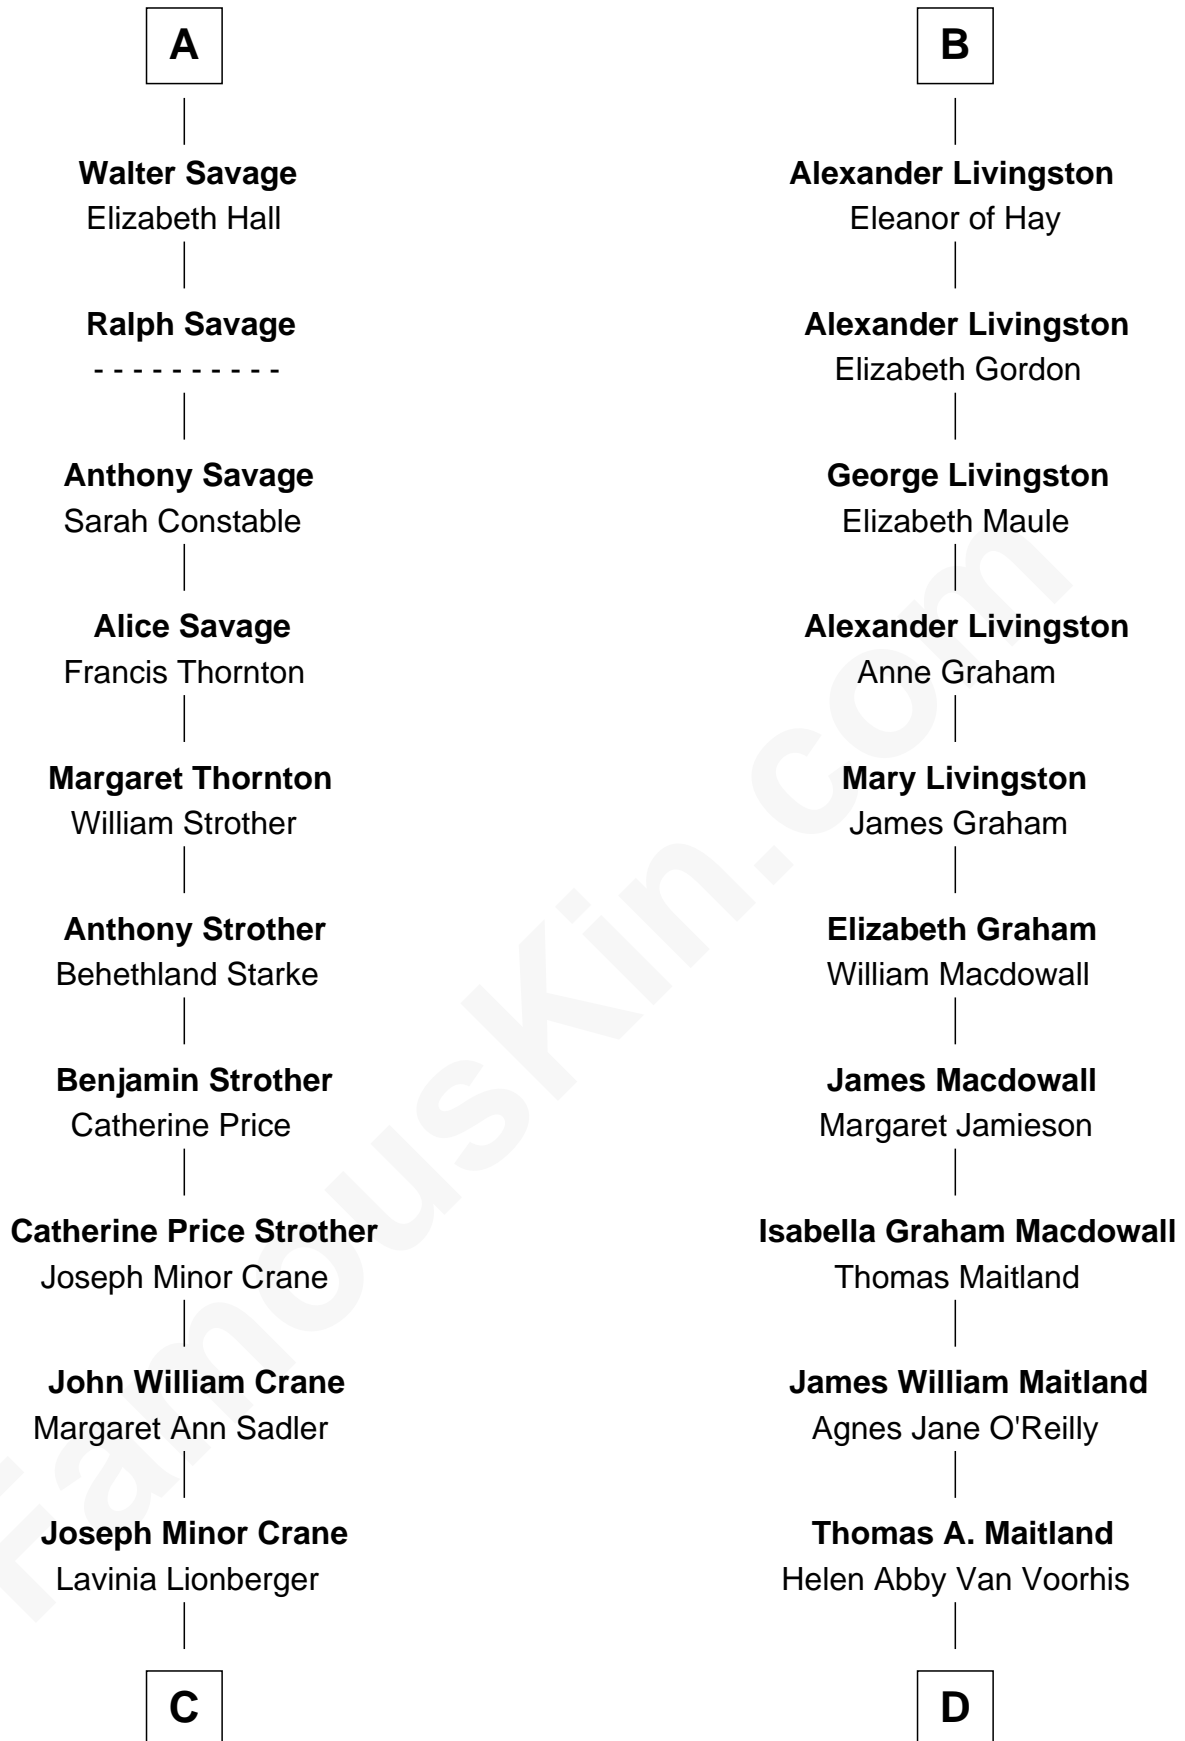 A
Walter Savage
Elizabeth Hall
Ralph Savage
- - - - - - - - - -
Anthony Savage
Sarah Constable
Alice Savage
Francis Thornton
Margaret Thornton
William Strother
Anthony Strother
Behethland Starke
Benjamin Strother
Catherine Price
Catherine Price Strother
Joseph Minor Crane
John William Crane
Margaret Ann Sadler
Joseph Minor Crane
Lavinia Lionberger
C
B
Alexander Livingston
Eleanor of Hay
Alexander Livingston
Elizabeth Gordon
George Livingston
Elizabeth Maule
Alexander Livingston
Anne Graham
Mary Livingston
James Graham
Elizabeth Graham
William Macdowall
James Macdowall
Margaret Jamieson
Isabella Graham Macdowall
Thomas Maitland
James William Maitland
Agnes Jane O'Reilly
Thomas A. Maitland
Helen Abby Van Voorhis
D
FamousKin.com